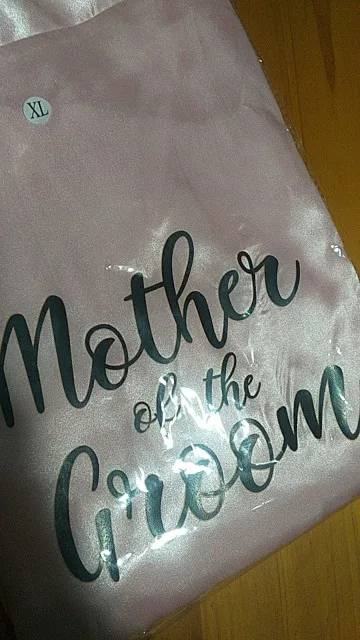 XL
Mother
of the
Groom